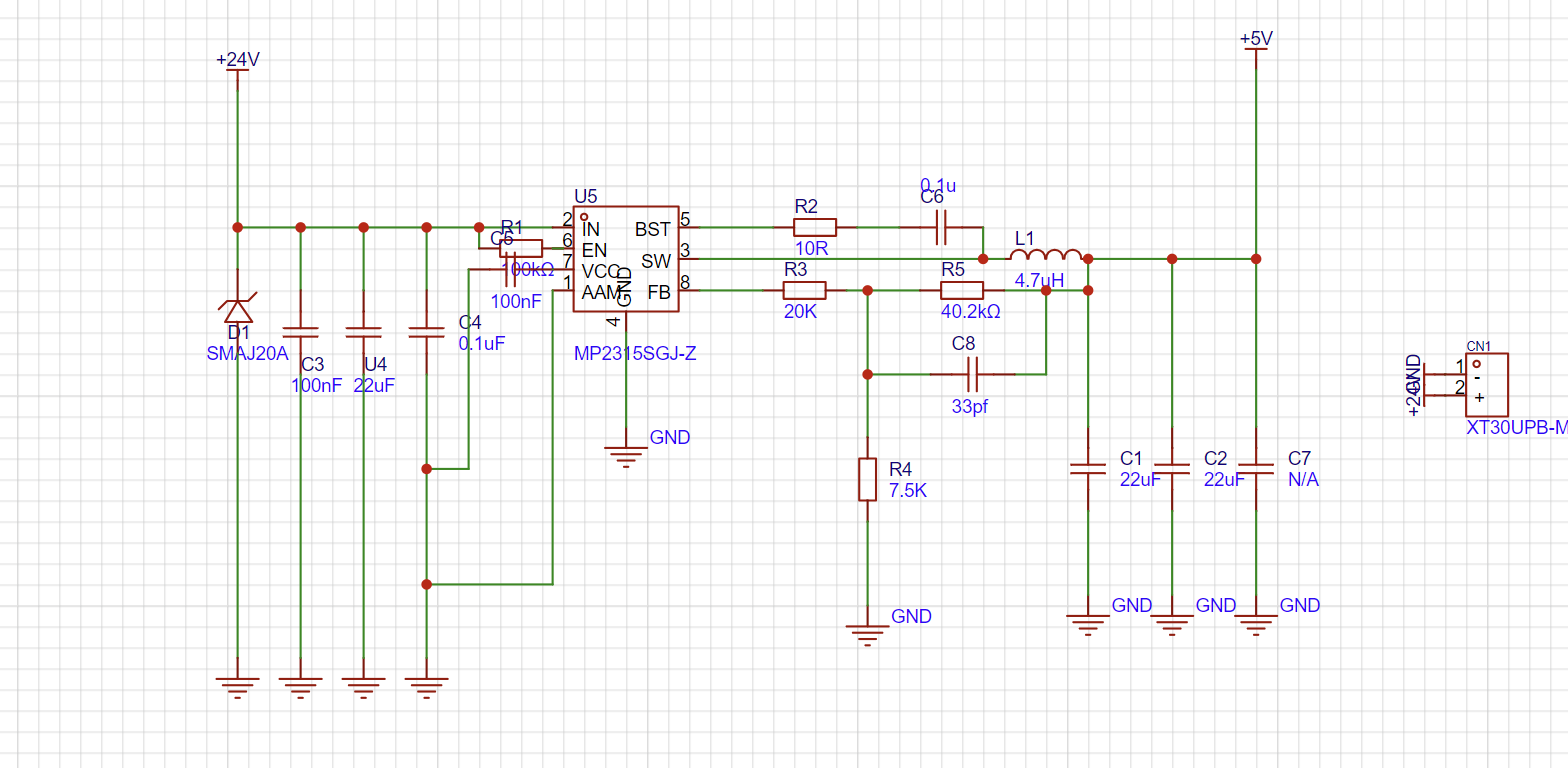 +24V
+5V
0.1u
C6
U5
R2
10R
R1
C5
100kΩ
100nF
2
6
7
1
IN
EN
VCC
AAM
GND
4
BST
SW
FB
5
3
8
MP2315SGJ-Z
GND
L1
4.7uH
R3
20K
R5
40.2kΩ
C8
33pf
D1
SMAJ20A
C3
100nF
U4
22uF
C4
0.1uF
R4
7.5K
GND
C1
22uF
C2
22uF
C7
N/A
GND
GND
GND
CN1
GND
+24V
1
2
-
+
XT30UPB-M